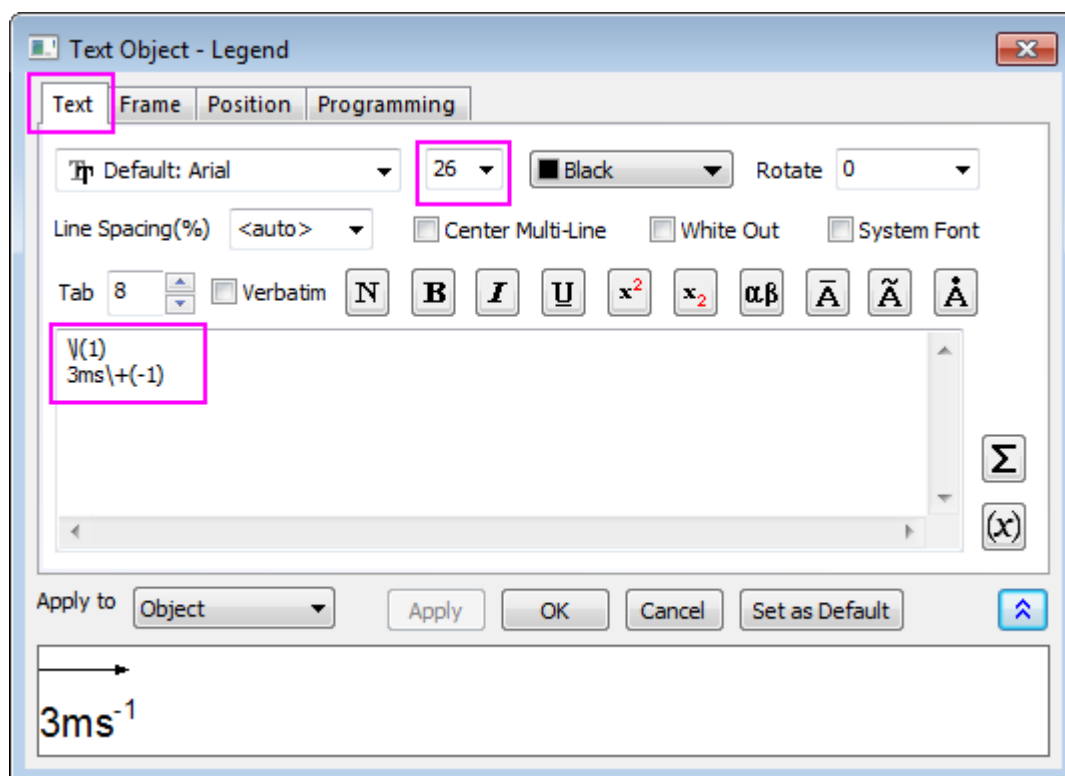 Text Object - Legend
Text Frame Position Programming
Default: Arial 26 Black Rotate 0
Line Spacing(%) <auto> Center Multi-Line White Out System Font
Tab 8 Verbatim N B I U x² x₂ αβ Ā Ã Ȧ
\l(1)
3ms\+(-1)
Σ
(x)
Apply to Object Apply OK Cancel Set as Default
3ms⁻¹